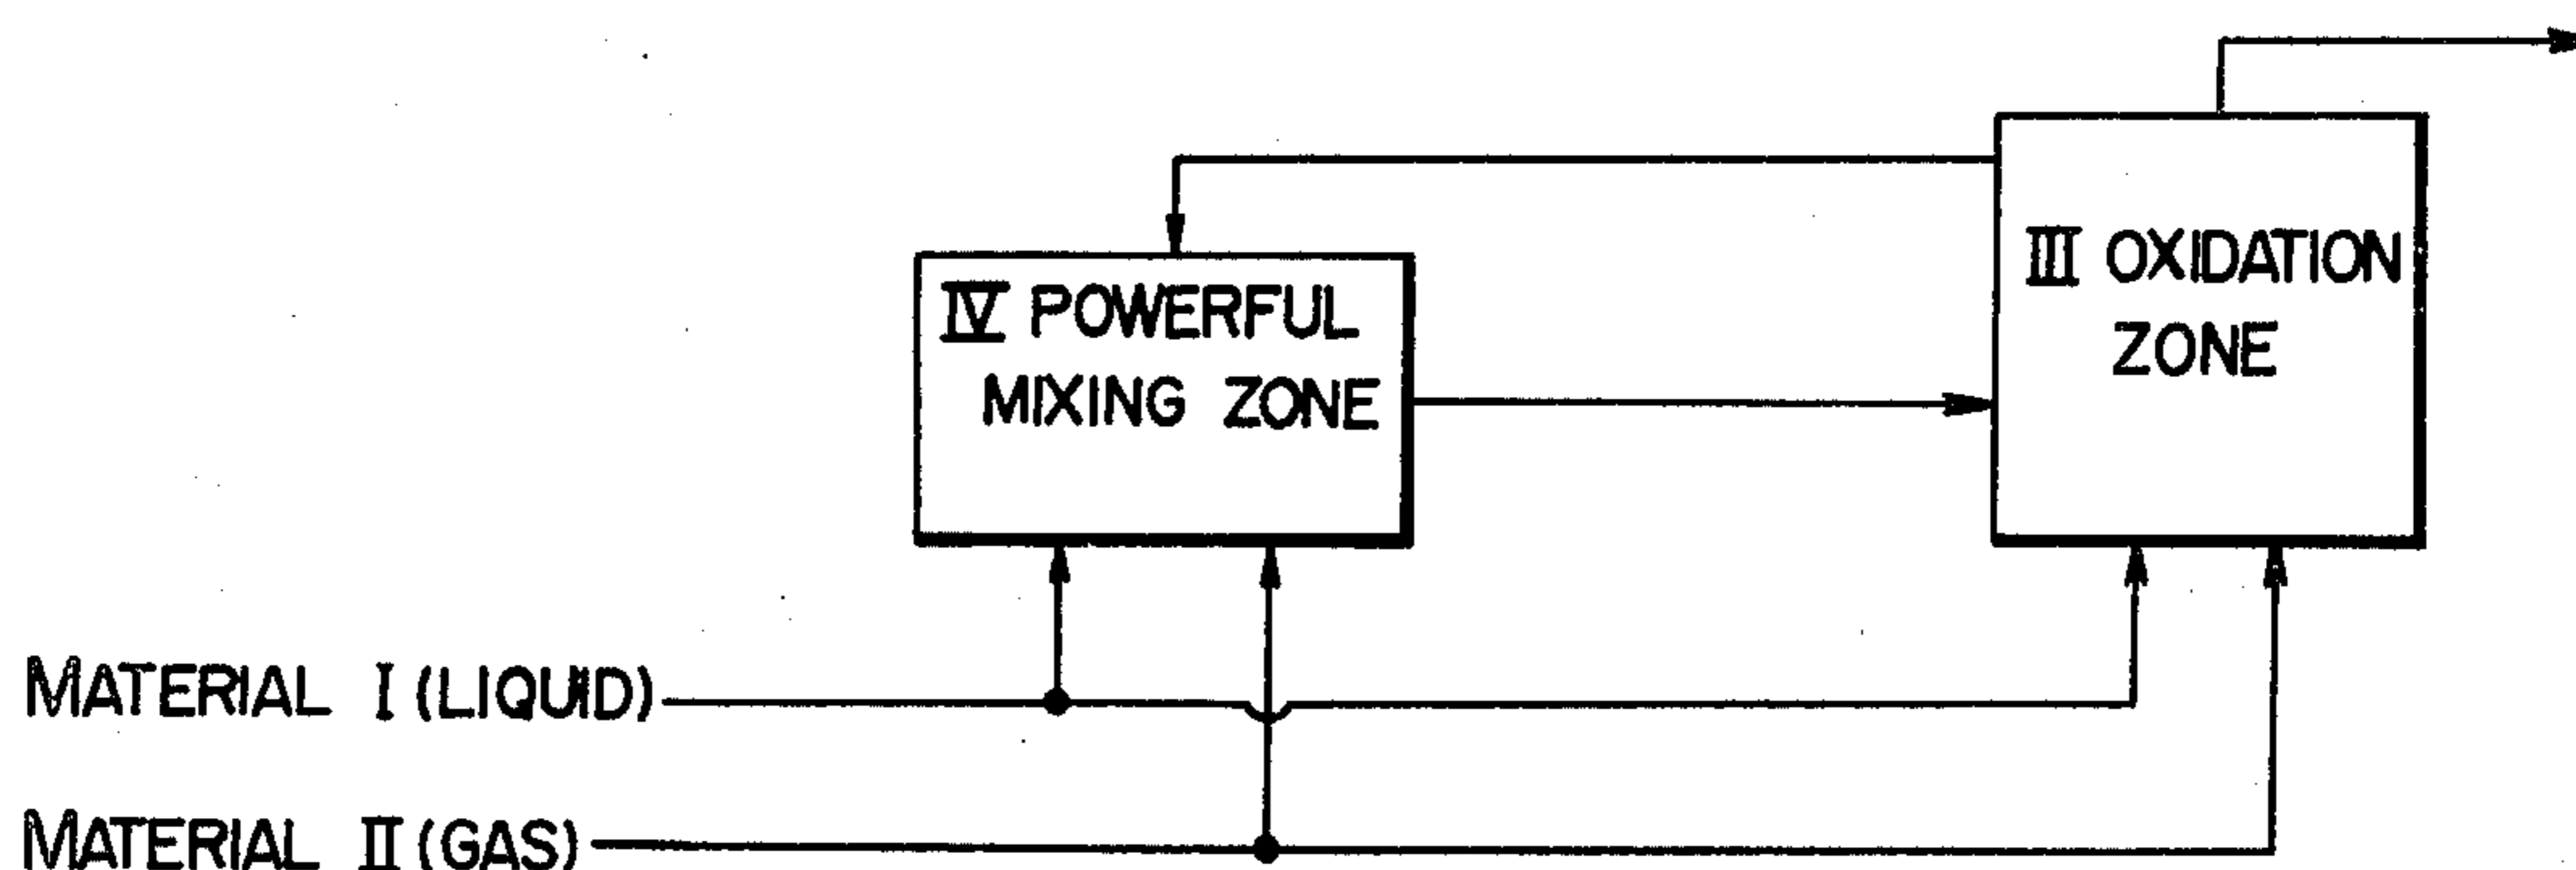 III OXIDATION
ZONE
IV POWERFUL
MIXING ZONE
MATERIAL I (LIQUID)
MATERIAL II (GAS)